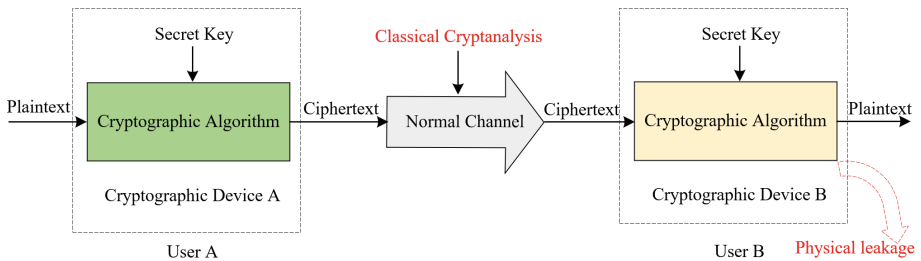 Secret Key
Classical Cryptanalysis
Secret Key
Plaintext
Cryptographic Algorithm
Ciphertext
Normal Channel
Ciphertext
Cryptographic Algorithm
Plaintext
Cryptographic Device A
Cryptographic Device B
User A
User B
Physical leakage